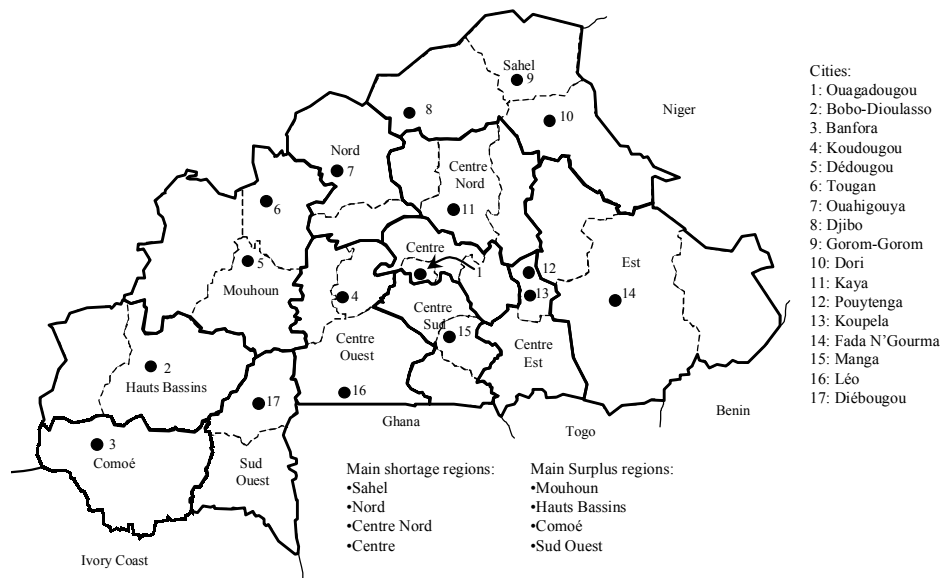 Sahel
9
8
10
Niger
Nord
7
Centre
Nord
6
11
Centre
1
5
Mouhoun
4
12
13
Est
14
Centre
Sud
15
Centre
Ouest
Centre
Est
2
Hauts Bassins
16
17
Ghana
Togo
Benin
3
Comoé
Sud
Ouest
Ivory Coast
Cities:
1: Ouagadougou
2: Bobo-Dioulasso
3. Banfora
4: Koudougou
5: Dédougou
6: Tougan
7: Ouahigouya
8: Djibo
9: Gorom-Gorom
10: Dori
11: Kaya
12: Pouytenga
13: Koupela
14: Fada N’Gourma
15: Manga
16: Léo
17: Diébougou
Main shortage regions:
•Sahel
•Nord
•Centre Nord
•Centre
Main Surplus regions:
•Mouhoun
•Hauts Bassins
•Comoé
•Sud Ouest